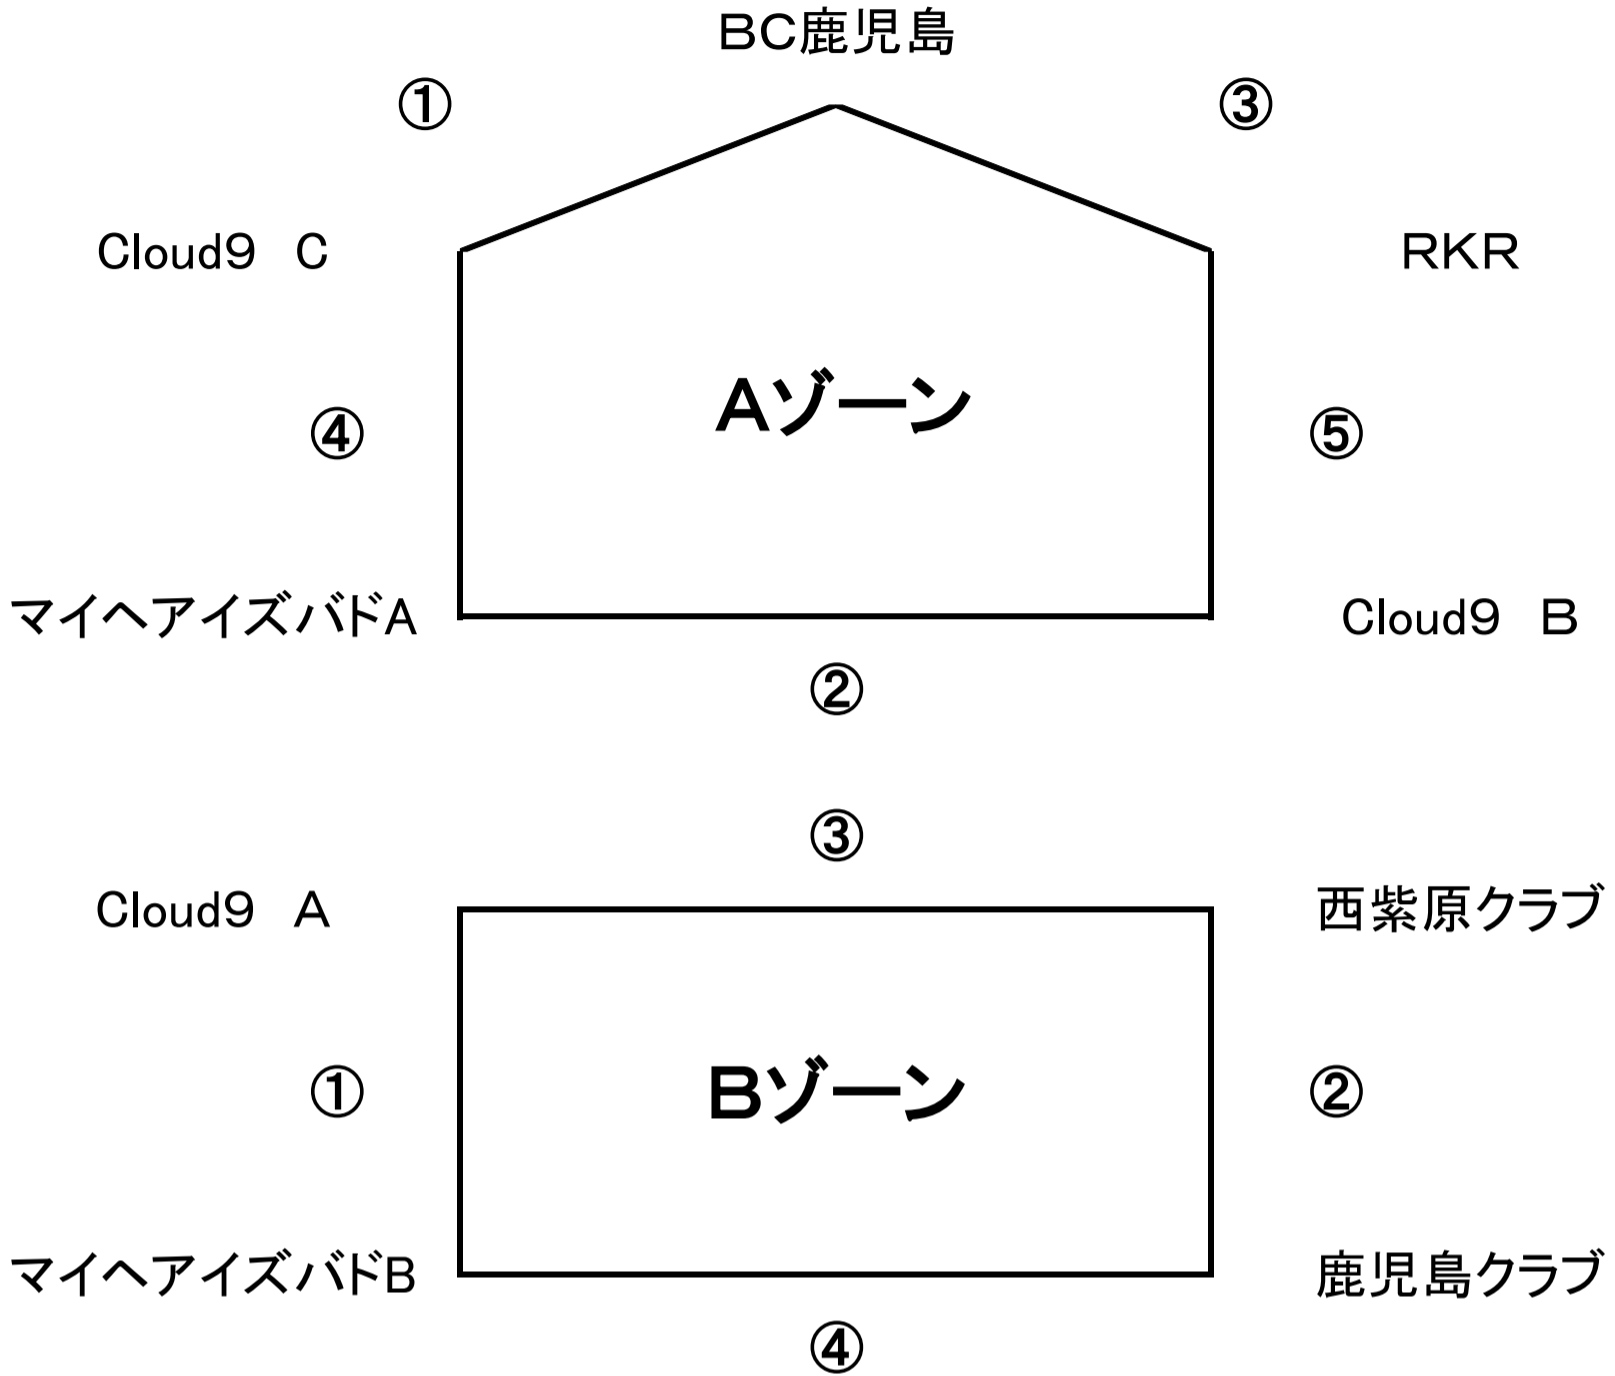 BC鹿児島
① ③
Cloud9　C RKR
Aゾーン
④ ⑤
マイヘアイズバドA Cloud9　B
②
③
Cloud9　A 西紫原クラブ
① Bゾーン ②
マイヘアイズバドB 鹿児島クラブ
④